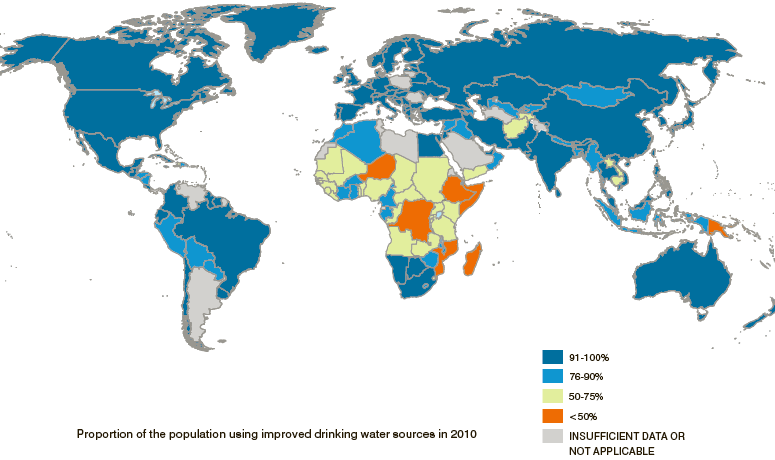 91-100%
76-90%
50-75%
<50%
INSUFFICIENT DATA OR
NOT APPLICABLE
Proportion of the population using improved drinking water sources in 2010